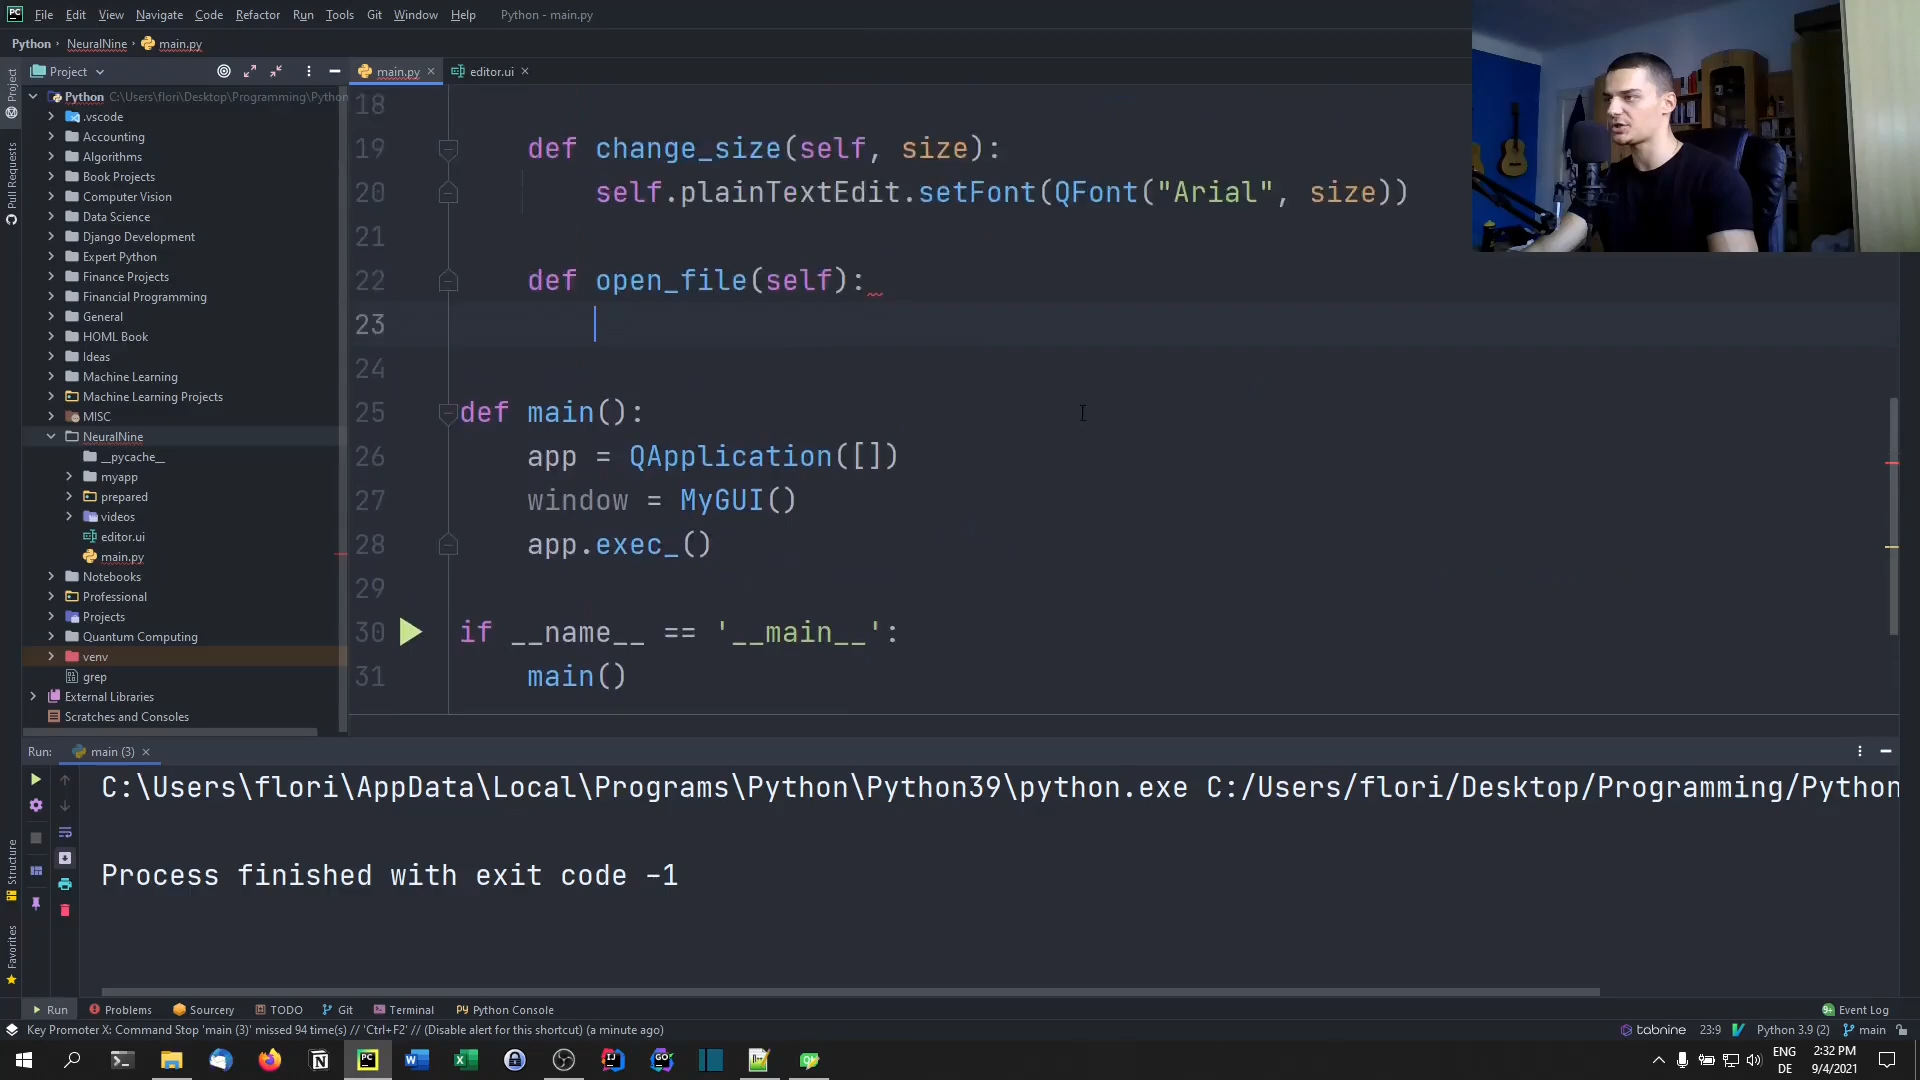 PC File Edit View Navigate Code Refactor Run Tools Git Window Help Python - main.py
Python NeuralNine main.py
Project
main.py
editor.ui
Project
Pull Requests
Python C:\Users\flori\Desktop\Programming\Python
.vscode
Accounting
Algorithms
Book Projects
Computer Vision
Data Science
Django Development
Expert Python
Finance Projects
Financial Programming
General
HOML Book
Ideas
Machine Learning
Machine Learning Projects
MISC
NeuralNine
__pycache__
myapp
prepared
videos
editor.ui
main.py
Notebooks
Professional
Projects
Quantum Computing
venv
grep
External Libraries
Scratches and Consoles
18
19 def change_size(self, size):
20 self.plainTextEdit.setFont(QFont("Arial", size))
21
22 def open_file(self):
23
24
25 def main():
26 app = QApplication([])
27 window = MyGUI()
28 app.exec_()
29
30 if __name__ == '__main__':
31 main()
Run: main (3)
C:\Users\flori\AppData\Local\Programs\Python\Python39\python.exe C:/Users/flori/Desktop/Programming/Python
Process finished with exit code -1
Structure
Favorites
Run Problems Sourcery TODO Git Terminal Python Console Event Log
Key Promoter X: Command Stop 'main (3)' missed 94 time(s) // 'Ctrl+F2' // (Disable alert for this shortcut) (a minute ago) tabnine 23:9 Python 3.9 (2) main
ENG 2:32 PM
DE 9/4/2021